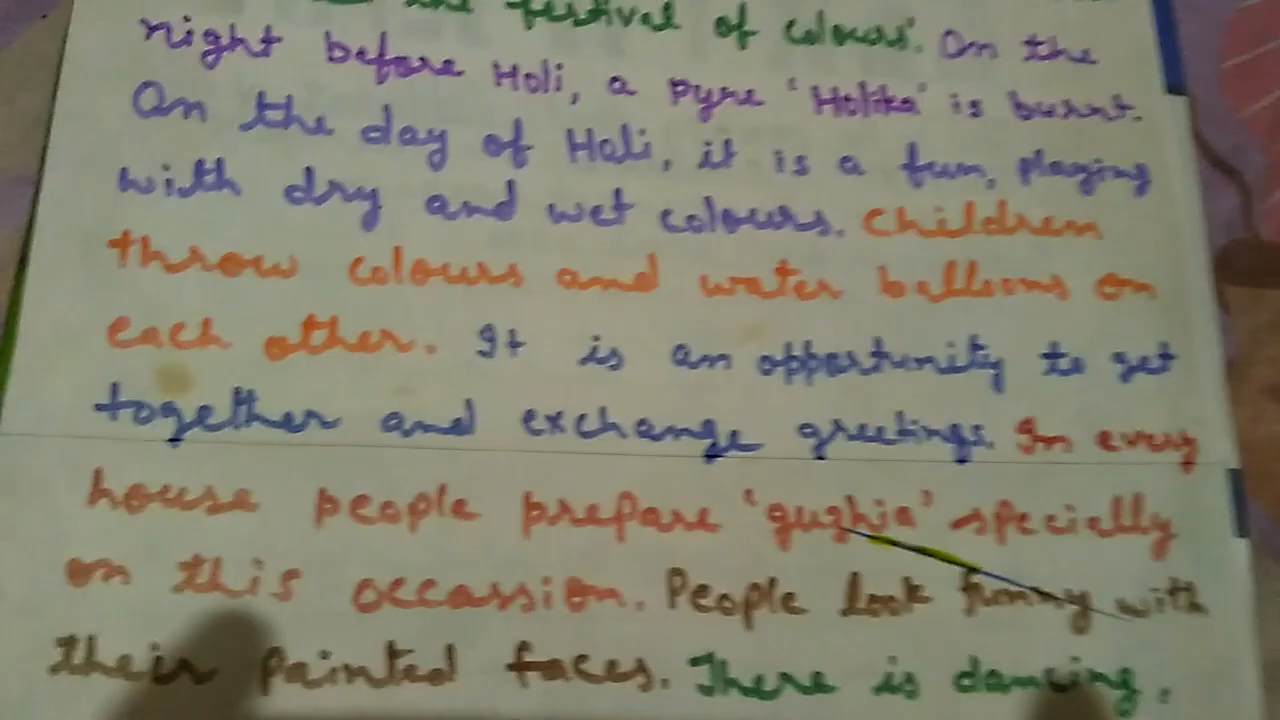 the festival of colours'. On the
night before Holi, a pyre 'Holika' is burnt.
On the day of Holi, it is a fun, playing
with dry and wet colours. Children
throw colours and water balloons on
each other. It is an opportunity to get
together and exchange greetings. In every
house people prepare 'gughia' specially
on this occassion. People look funny with
their painted faces. There is dancing,